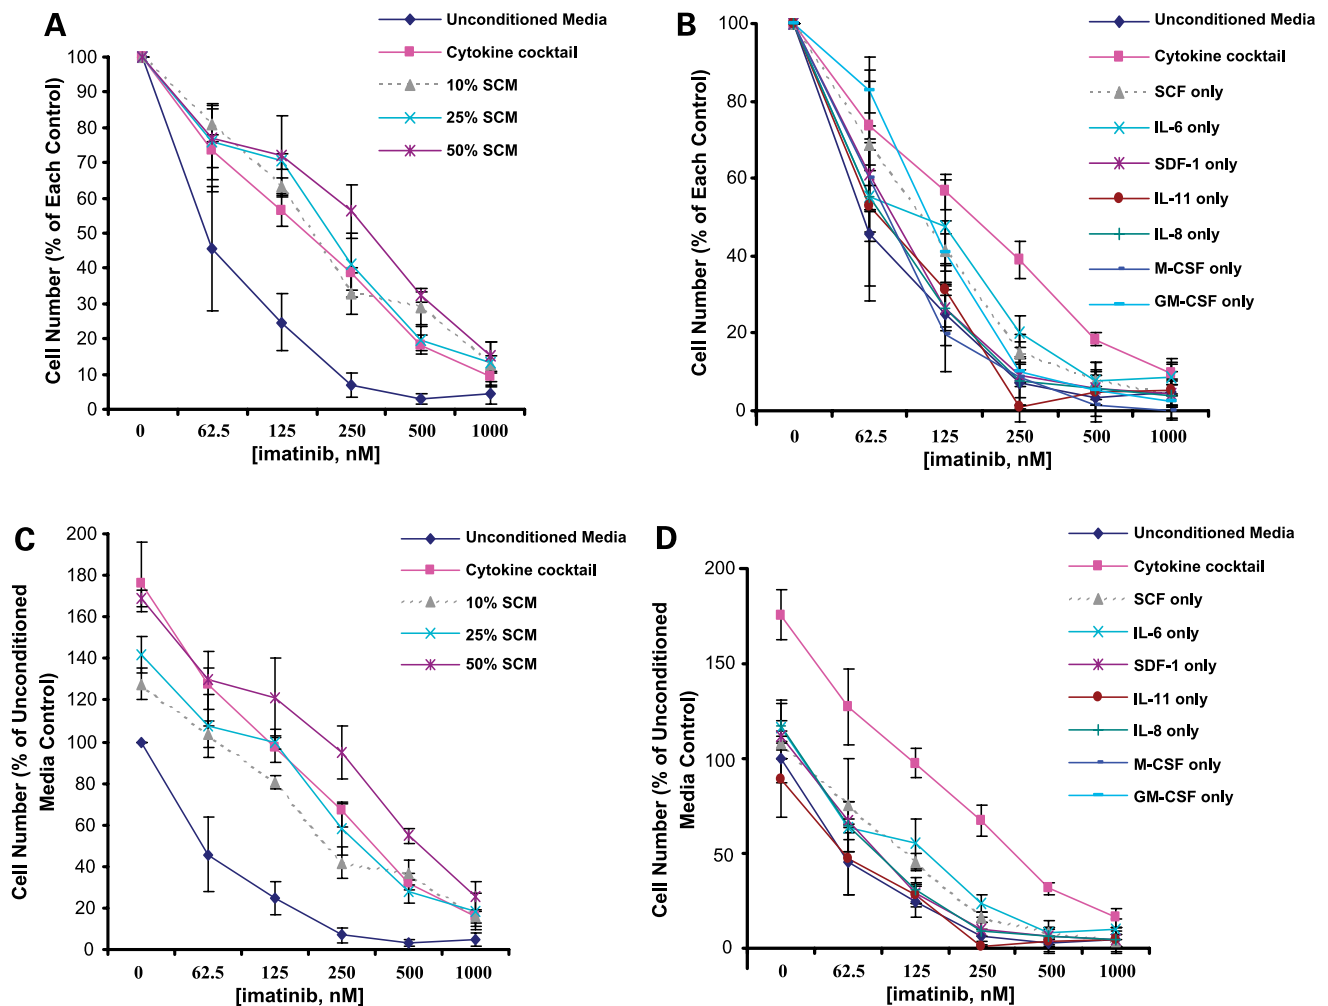 A
Cell Number (% of Each Control)
100
90
80
70
60
50
40
30
20
10
0
0 62.5 125 250 500 1000
[imatinib, nM]
Unconditioned Media
Cytokine cocktail
10% SCM
25% SCM
50% SCM
B
Cell Number (% of Each Control)
100
80
60
40
20
0
0 62.5 125 250 500 1000
[imatinib, nM]
Unconditioned Media
Cytokine cocktail
SCF only
IL-6 only
SDF-1 only
IL-11 only
IL-8 only
M-CSF only
GM-CSF only
C
Cell Number (% of Unconditioned
Media Control)
200
180
160
140
120
100
80
60
40
20
0
0 62.5 125 250 500 1000
[imatinib, nM]
Unconditioned Media
Cytokine cocktail
10% SCM
25% SCM
50% SCM
D
Cell Number (% of Unconditioned
Media Control)
200
150
100
50
0
0 62.5 125 250 500 1000
[imatinib, nM]
Unconditioned Media
Cytokine cocktail
SCF only
IL-6 only
SDF-1 only
IL-11 only
IL-8 only
M-CSF only
GM-CSF only